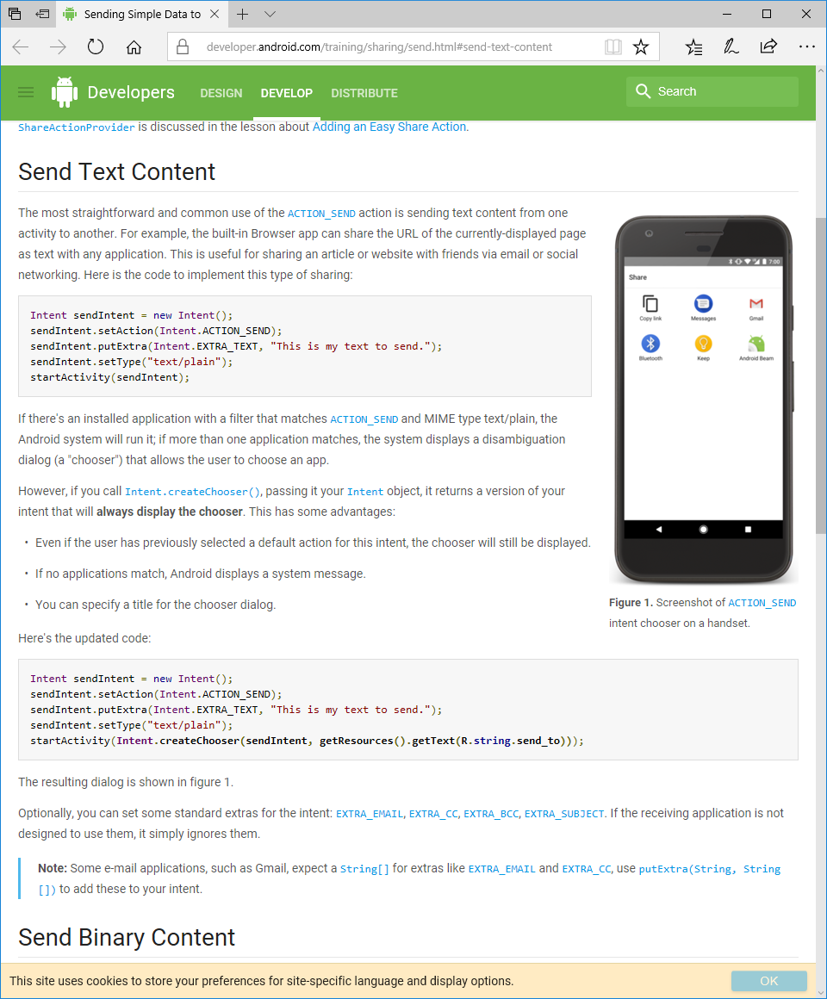 Sending Simple Data to
developer.android.com/training/sharing/send.html#send-text-content
Developers DESIGN DEVELOP DISTRIBUTE Search
ShareActionProvider is discussed in the lesson about Adding an Easy Share Action.
Send Text Content
The most straightforward and common use of the ACTION_SEND action is sending text content from one
activity to another. For example, the built-in Browser app can share the URL of the currently-displayed page
as text with any application. This is useful for sharing an article or website with friends via email or social
networking. Here is the code to implement this type of sharing:
Intent sendIntent = new Intent();
sendIntent.setAction(Intent.ACTION_SEND);
sendIntent.putExtra(Intent.EXTRA_TEXT, "This is my text to send.");
sendIntent.setType("text/plain");
startActivity(sendIntent);
If there's an installed application with a filter that matches ACTION_SEND and MIME type text/plain, the
Android system will run it; if more than one application matches, the system displays a disambiguation
dialog (a "chooser") that allows the user to choose an app.
However, if you call Intent.createChooser(), passing it your Intent object, it returns a version of your
intent that will always display the chooser. This has some advantages:
• Even if the user has previously selected a default action for this intent, the chooser will still be displayed.
• If no applications match, Android displays a system message.
• You can specify a title for the chooser dialog.
7:00
Share
Copy link Messages Gmail
Bluetooth Keep Android Beam
Figure 1. Screenshot of ACTION_SEND
intent chooser on a handset.
Here's the updated code:
Intent sendIntent = new Intent();
sendIntent.setAction(Intent.ACTION_SEND);
sendIntent.putExtra(Intent.EXTRA_TEXT, "This is my text to send.");
sendIntent.setType("text/plain");
startActivity(Intent.createChooser(sendIntent, getResources().getText(R.string.send_to)));
The resulting dialog is shown in figure 1.
Optionally, you can set some standard extras for the intent: EXTRA_EMAIL, EXTRA_CC, EXTRA_BCC, EXTRA_SUBJECT. If the receiving application is not
designed to use them, it simply ignores them.
Note: Some e-mail applications, such as Gmail, expect a String[] for extras like EXTRA_EMAIL and EXTRA_CC, use putExtra(String, String
[]) to add these to your intent.
Send Binary Content
This site uses cookies to store your preferences for site-specific language and display options. OK